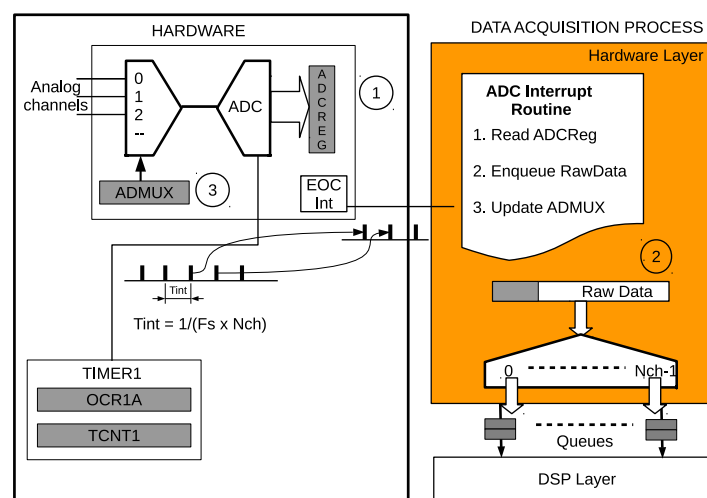 HARDWARE
DATA ACQUISITION PROCESS
Hardware Layer
Analog
channels
0
1
2
--
ADC
A
D
C
R
E
G
1
ADMUX
3
EOC
Int
ADC Interrupt
Routine
1. Read ADCReg
2. Enqueue RawData
3. Update ADMUX
2
Tint
Tint = 1/(Fs x Nch)
Raw Data
0
Nch-1
TIMER1
OCR1A
TCNT1
Queues
DSP Layer